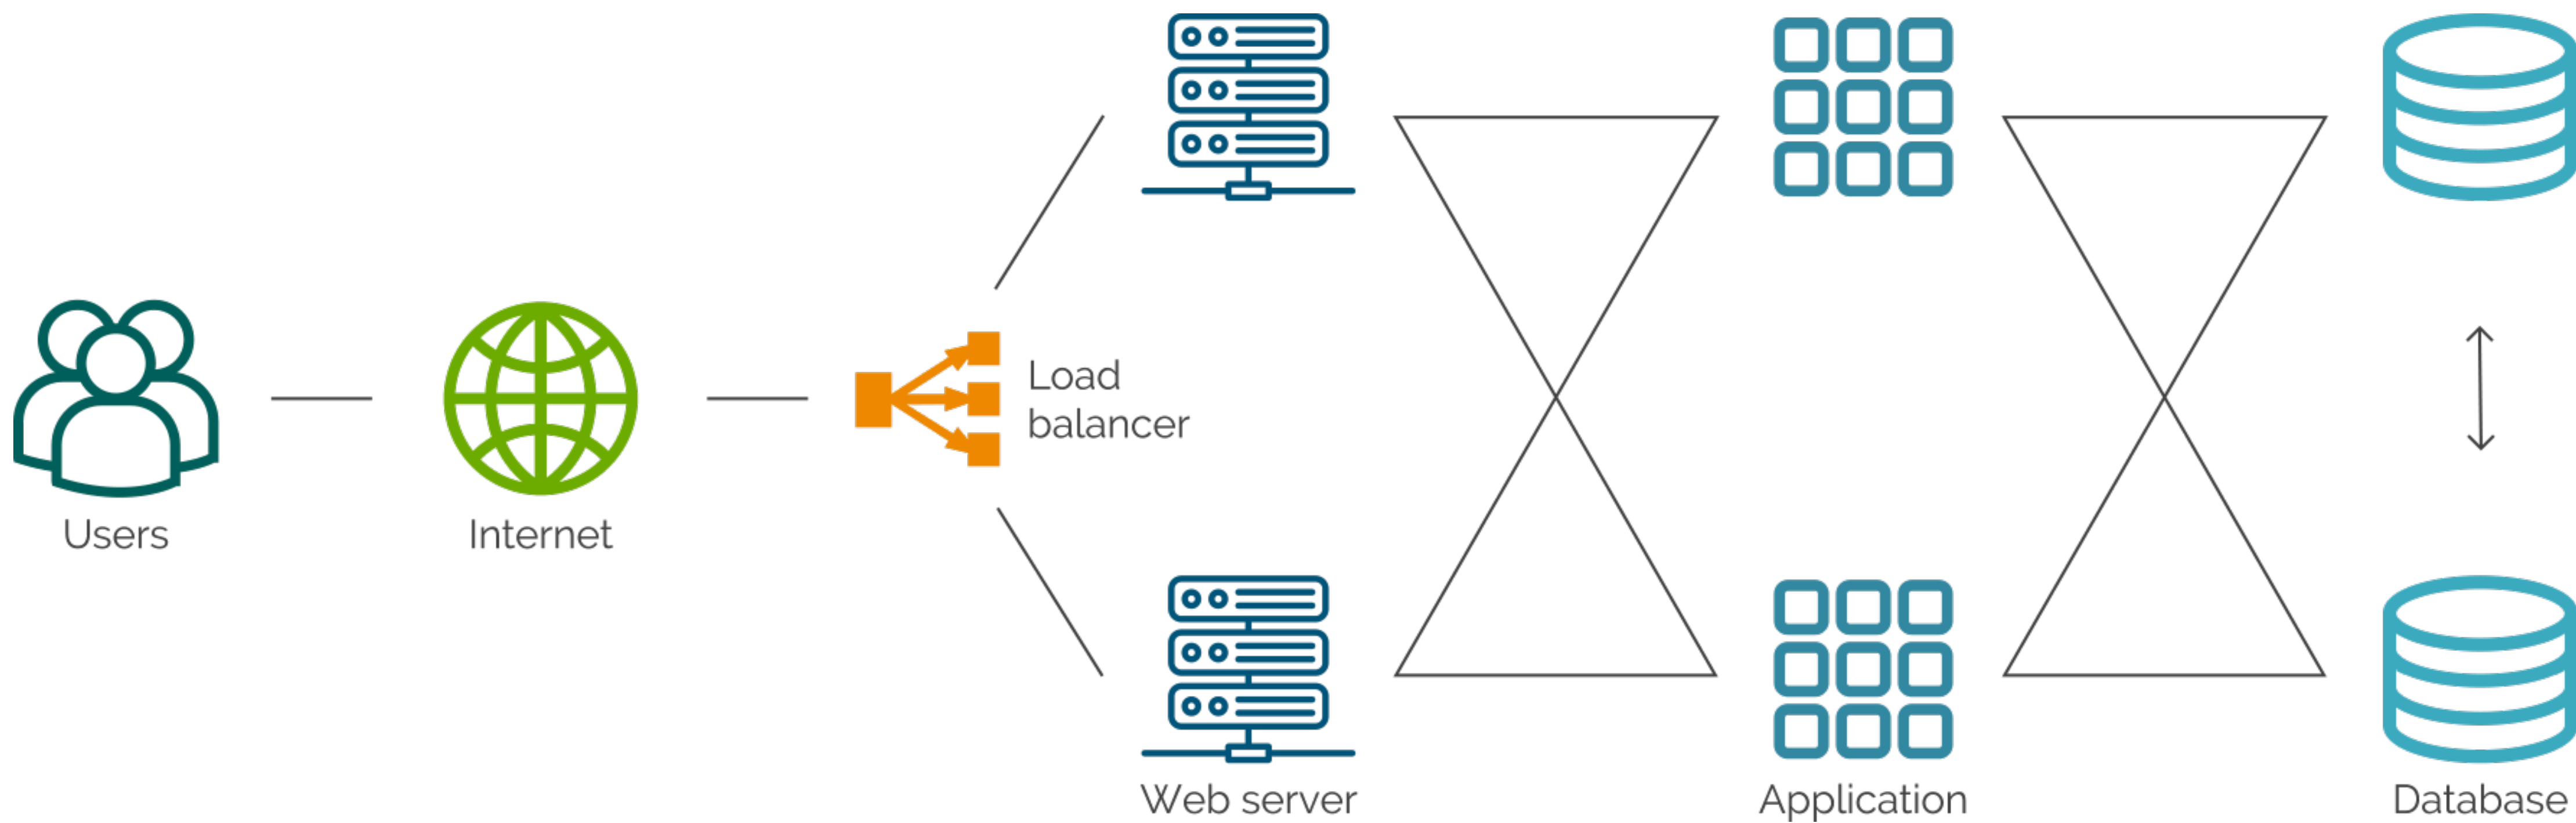 Users
Internet
Load
balancer
Web server
Application
Database